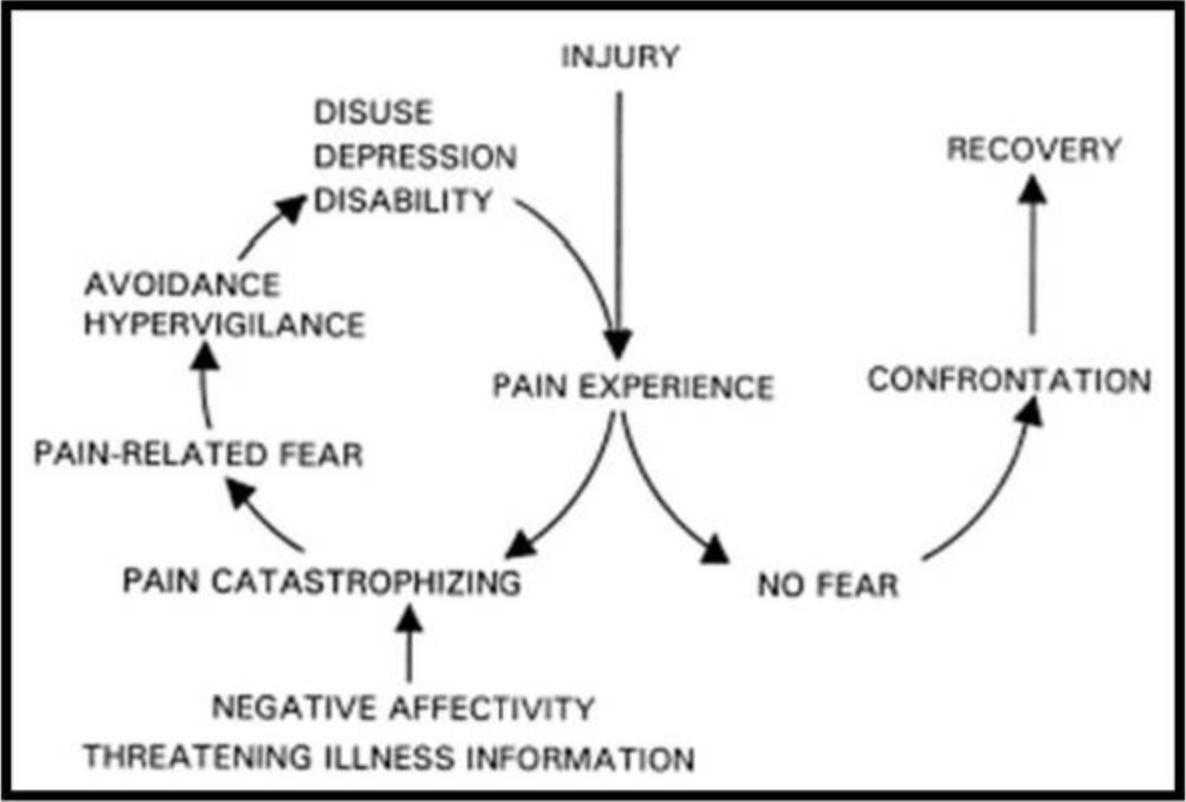 INJURY
DISUSE
DEPRESSION
DISABILITY
RECOVERY
AVOIDANCE
HYPERVIGILANCE
PAIN EXPERIENCE
CONFRONTATION
PAIN-RELATED FEAR
PAIN CATASTROPHIZING
NO FEAR
NEGATIVE AFFECTIVITY
THREATENING ILLNESS INFORMATION